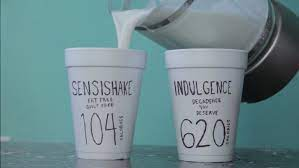 SENSISHAKE
FAT FREE
GUILT FREE
104
CALORIES
INDULGENCE
DECADENCE
YOU
DESERVE
620
CALORIES